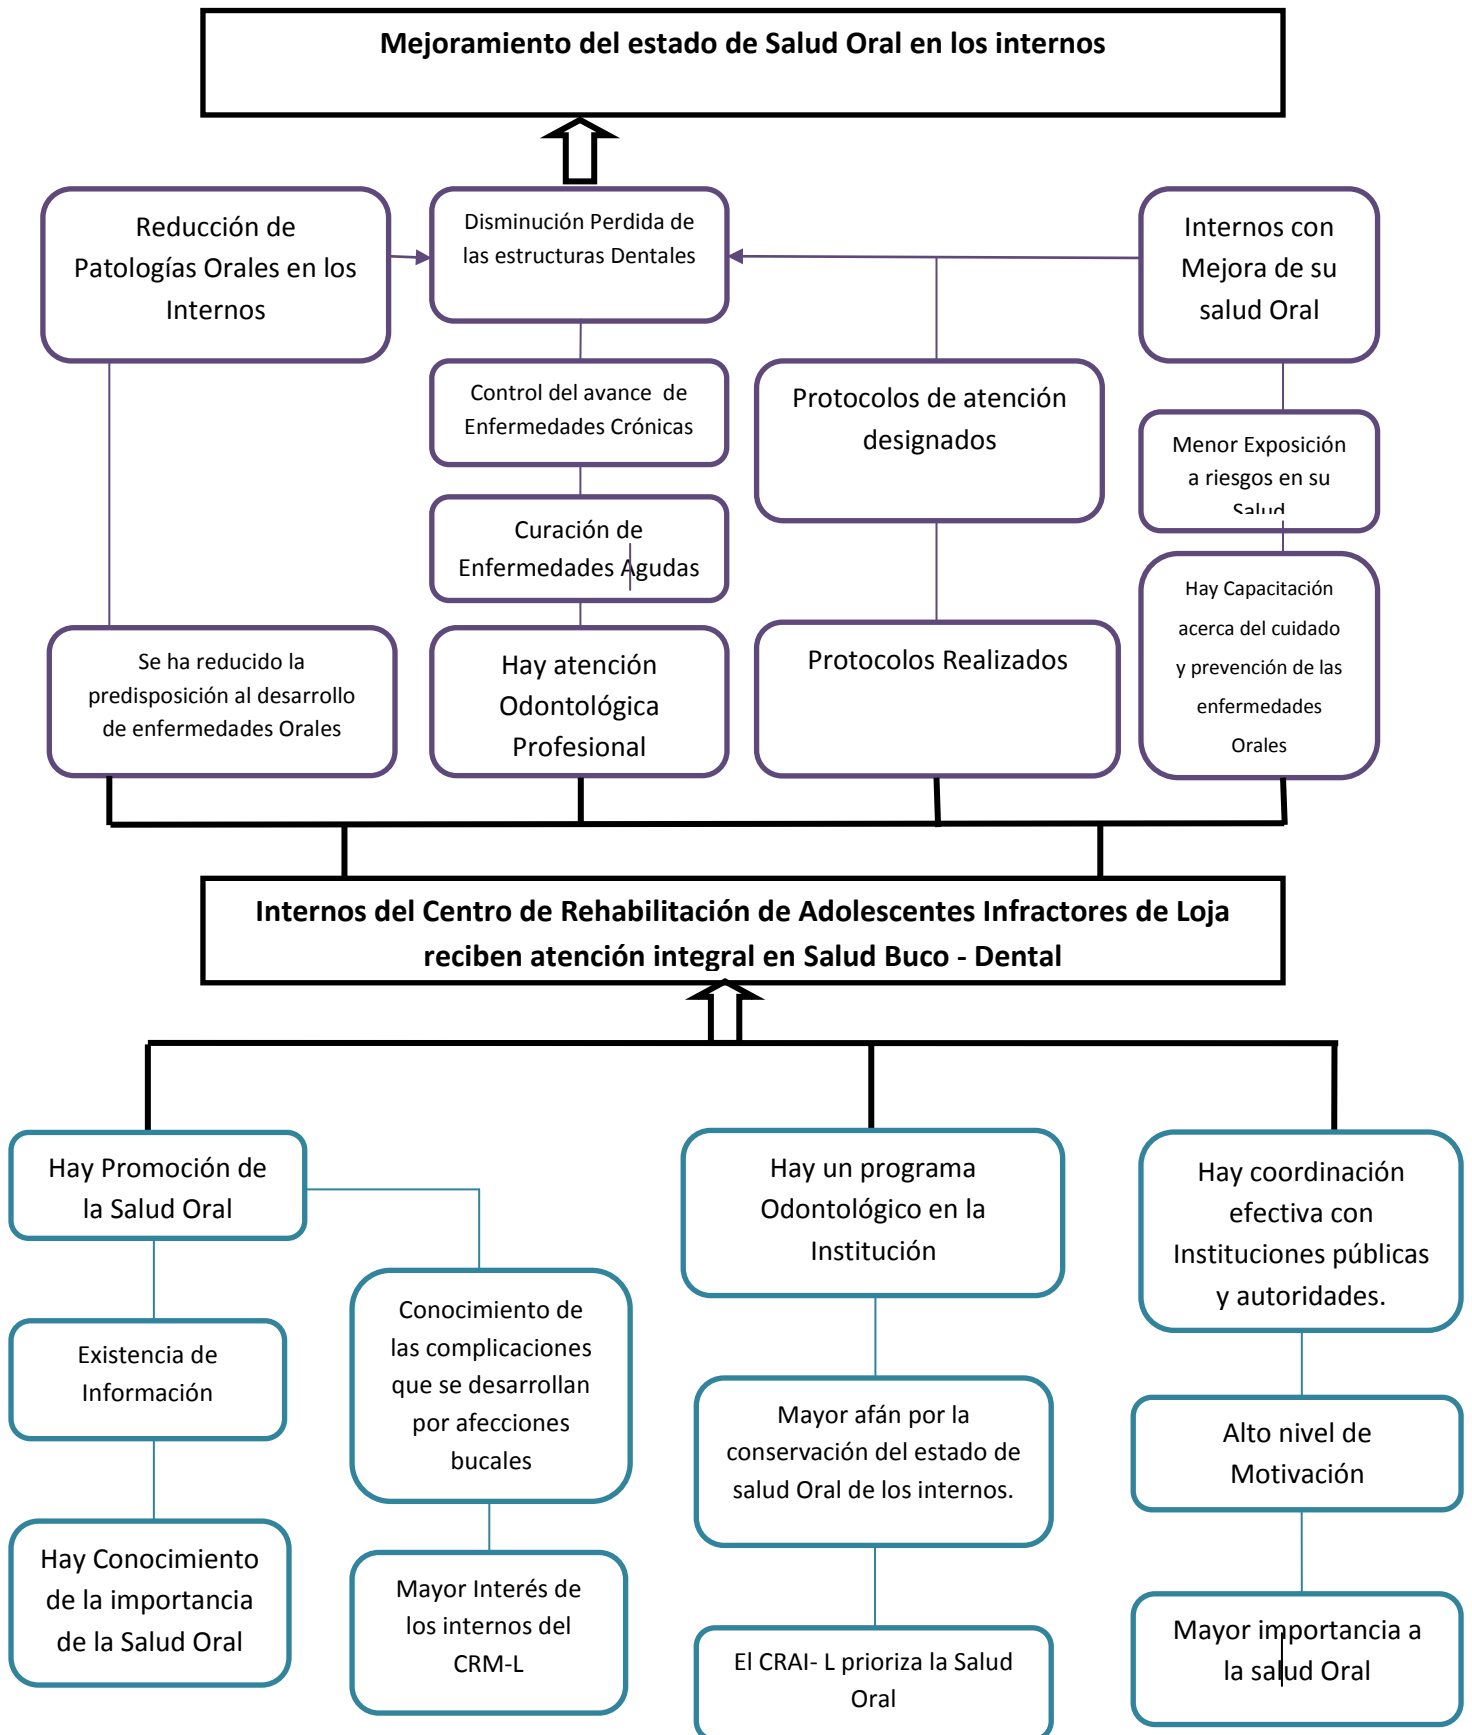 Mejoramiento del estado de Salud Oral en los internos
Reducción de
Patologías Orales en los
Internos
Disminución Perdida de
las estructuras Dentales
Internos con
Mejora de su
salud Oral
Control del avance de
Enfermedades Crónicas
Protocolos de atención
designados
Menor Exposición
a riesgos en su
Salud
Curación de
Enfermedades Agudas
Hay Capacitación
acerca del cuidado
y prevención de las
enfermedades
Orales
Se ha reducido la
predisposición al desarrollo
de enfermedades Orales
Hay atención
Odontológica
Profesional
Protocolos Realizados
Internos del Centro de Rehabilitación de Adolescentes Infractores de Loja
reciben atención integral en Salud Buco - Dental
Hay Promoción de
la Salud Oral
Hay un programa
Odontológico en la
Institución
Hay coordinación
efectiva con
Instituciones públicas
y autoridades.
Existencia de
Información
Conocimiento de
las complicaciones
que se desarrollan
por afecciones
bucales
Mayor afán por la
conservación del estado de
salud Oral de los internos.
Alto nivel de
Motivación
Hay Conocimiento
de la importancia
de la Salud Oral
Mayor Interés de
los internos del
CRM-L
El CRAI- L prioriza la Salud
Oral
Mayor importancia a
la salud Oral